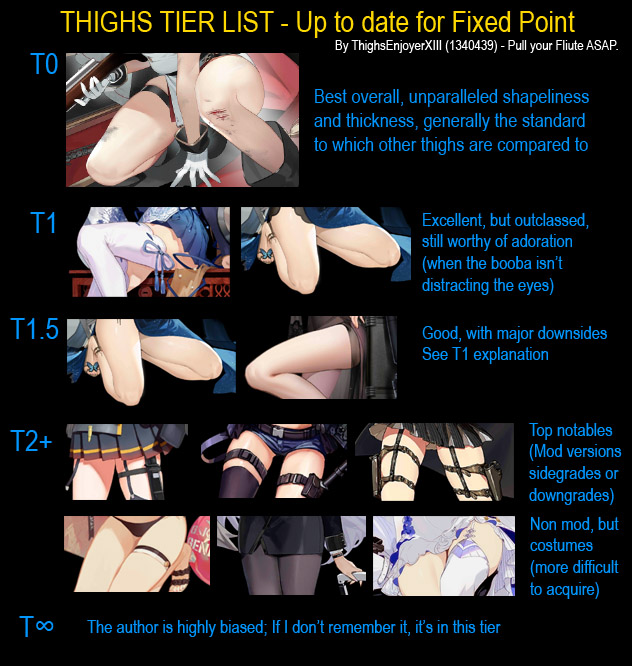 THIGHS TIER LIST - Up to date for Fixed Point
By ThighsEnjoyerXIII (1340439) - Pull your Fliute ASAP.
T0
Best overall, unparalleled shapeliness
and thickness, generally the standard
to which other thighs are compared to
T1
Excellent, but outclassed,
still worthy of adoration
(when the booba isn't
distracting the eyes)
T1.5
Good, with major downsides
See T1 explanation
T2+
Top notables
(Mod versions
sidegrades or
downgrades)
Non mod, but
costumes
(more difficult
to acquire)
T∞
The author is highly biased; If I don't remember it, it's in this tier